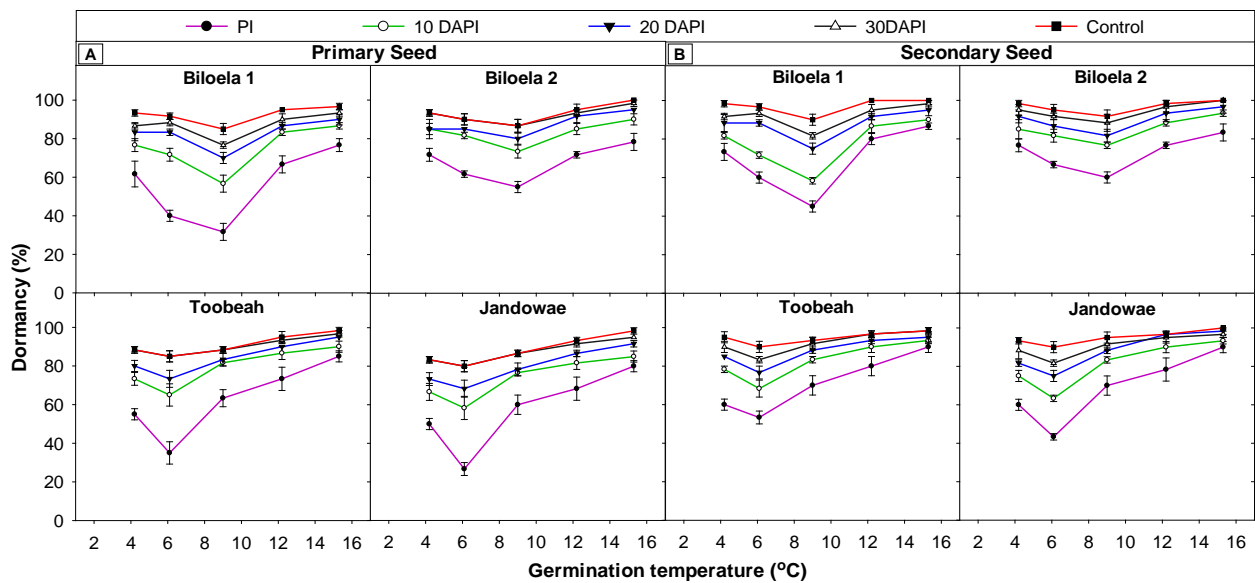 PI 10 DAPI 20 DAPI 30DAPI Control
A Primary Seed B Secondary Seed
Biloela 1 Biloela 2 Biloela 1 Biloela 2
100
80
60
40
20
0
Toobeah Jandowae Toobeah Jandowae
100
80
60
40
20
0
Dormancy (%)
2 4 6 8 10 12 14 16 2 4 6 8 10 12 14 16 2 4 6 8 10 12 14 16 2 4 6 8 10 12 14 16
Germination temperature (°C)